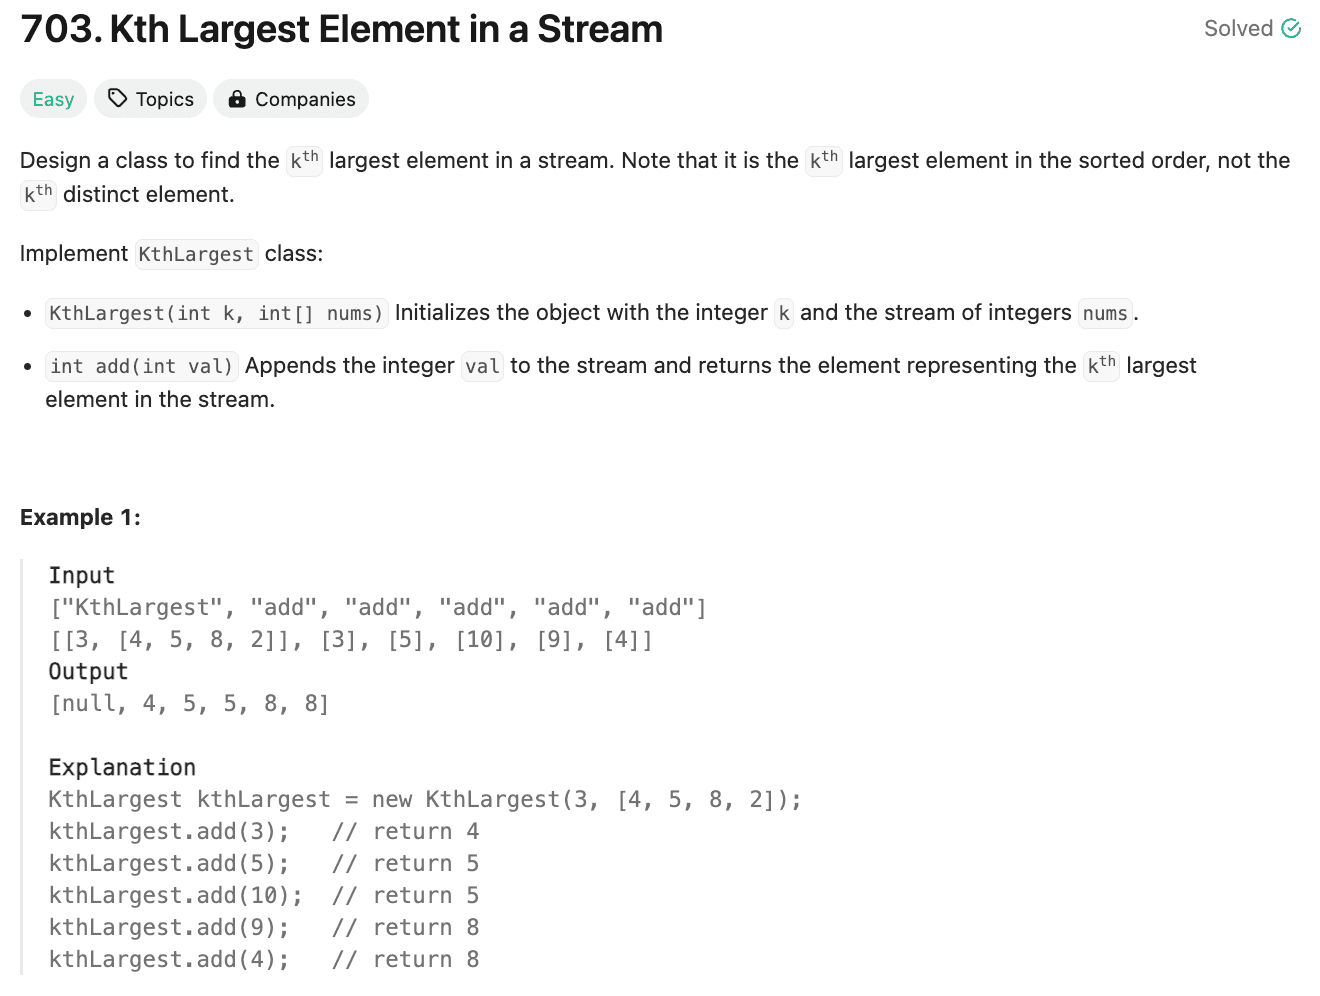 703. Kth Largest Element in a Stream
Solved
Easy Topics Companies
Design a class to find the kth largest element in a stream. Note that it is the kth largest element in the sorted order, not the
kth distinct element.
Implement KthLargest class:
• KthLargest(int k, int[] nums) Initializes the object with the integer k and the stream of integers nums.
• int add(int val) Appends the integer val to the stream and returns the element representing the kth largest
element in the stream.
Example 1:
Input
["KthLargest", "add", "add", "add", "add", "add"]
[[3, [4, 5, 8, 2]], [3], [5], [10], [9], [4]]
Output
[null, 4, 5, 5, 8, 8]
Explanation
KthLargest kthLargest = new KthLargest(3, [4, 5, 8, 2]);
kthLargest.add(3);   // return 4
kthLargest.add(5);   // return 5
kthLargest.add(10);  // return 5
kthLargest.add(9);   // return 8
kthLargest.add(4);   // return 8